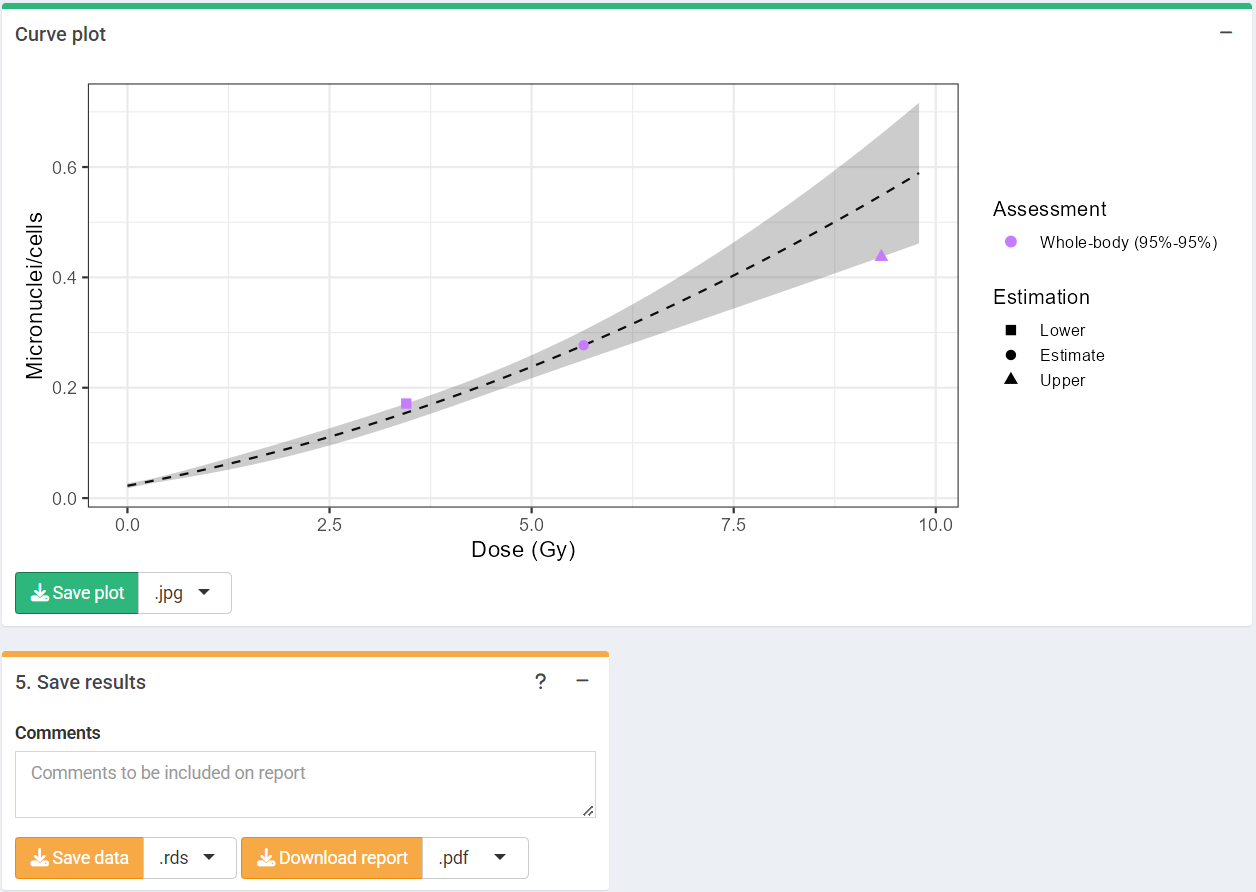 Curve plot
0.6
0.4
0.2
0.0
Micronuclei/cells
0.0 2.5 5.0 7.5 10.0
Dose (Gy)
Assessment
Whole-body (95%-95%)
Estimation
Lower
Estimate
Upper
Save plot .jpg
5. Save results ?
Comments
Comments to be included on report
Save data .rds Download report .pdf